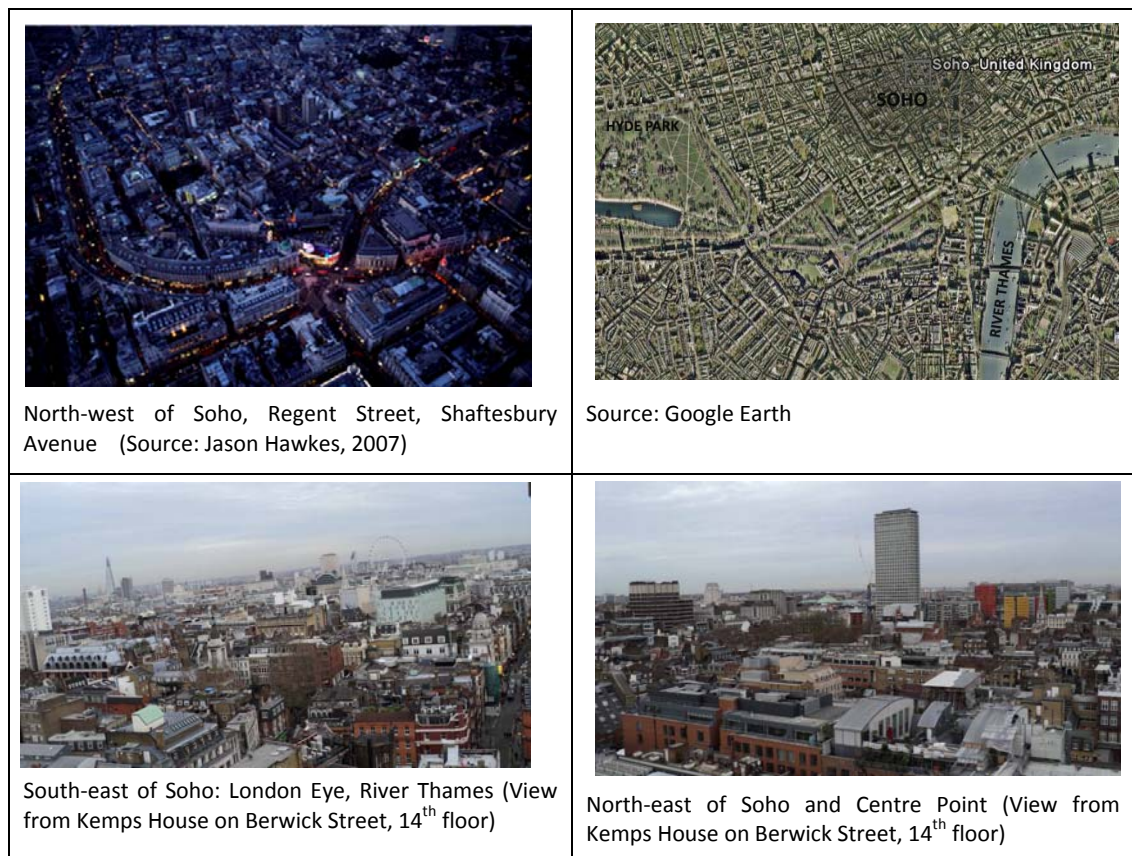 Soho, United Kingdom
SOHO
HYDE PARK
RIVER THAMES
North-west of Soho, Regent Street, Shaftesbury
Avenue (Source: Jason Hawkes, 2007)
Source: Google Earth
South-east of Soho: London Eye, River Thames (View
from Kemps House on Berwick Street, 14th floor)
North-east of Soho and Centre Point (View from
Kemps House on Berwick Street, 14th floor)